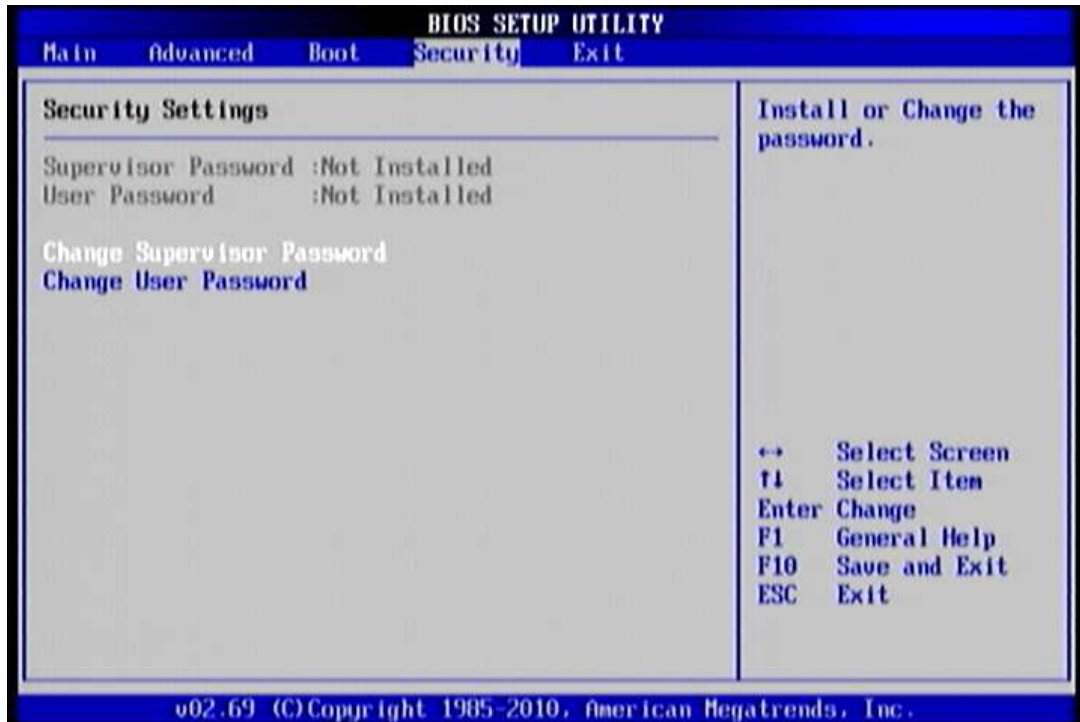 BIOS SETUP UTILITY
Main Advanced Boot Security Exit
Security Settings
Supervisor Password :Not Installed
User Password :Not Installed
Change Supervisor Password
Change User Password
Install or Change the
password.
↔ Select Screen
↑↓ Select Item
Enter Change
F1 General Help
F10 Save and Exit
ESC Exit
v02.69 (C)Copyright 1985-2010, American Megatrends, Inc.